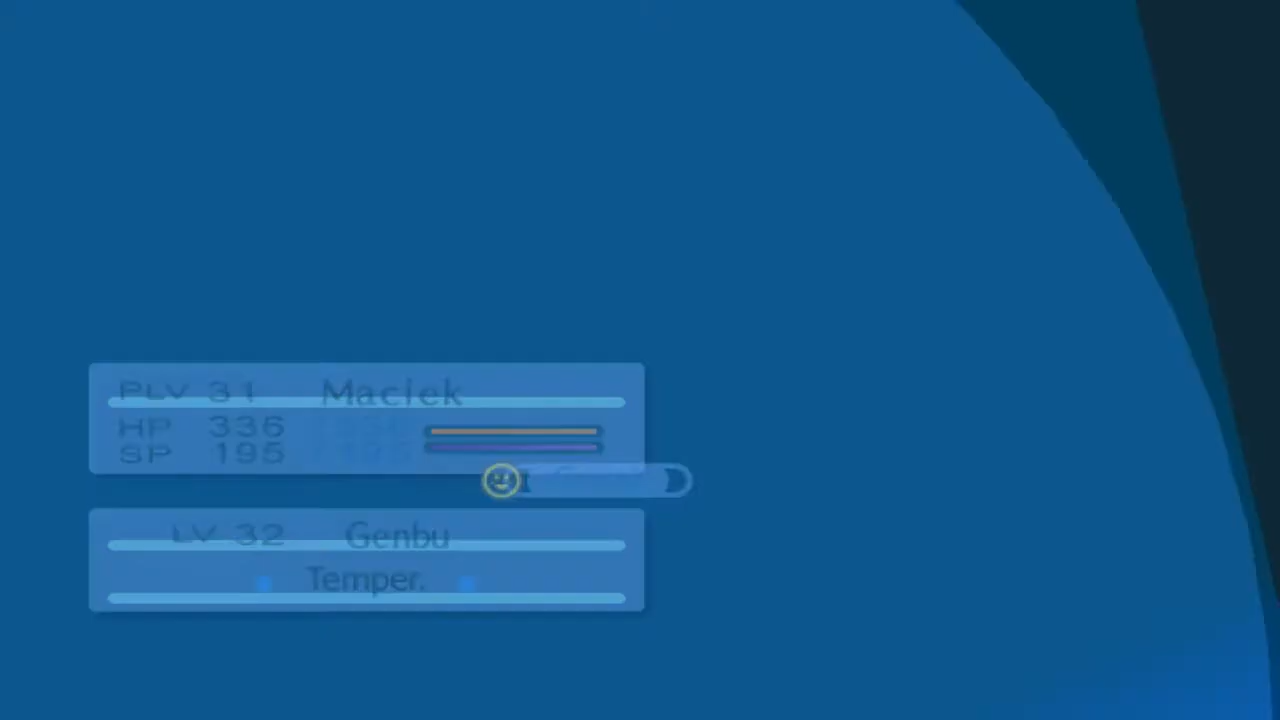 PLV 31 Maciek
HP 336
SP 195
LV 32 Genbu
Temper.